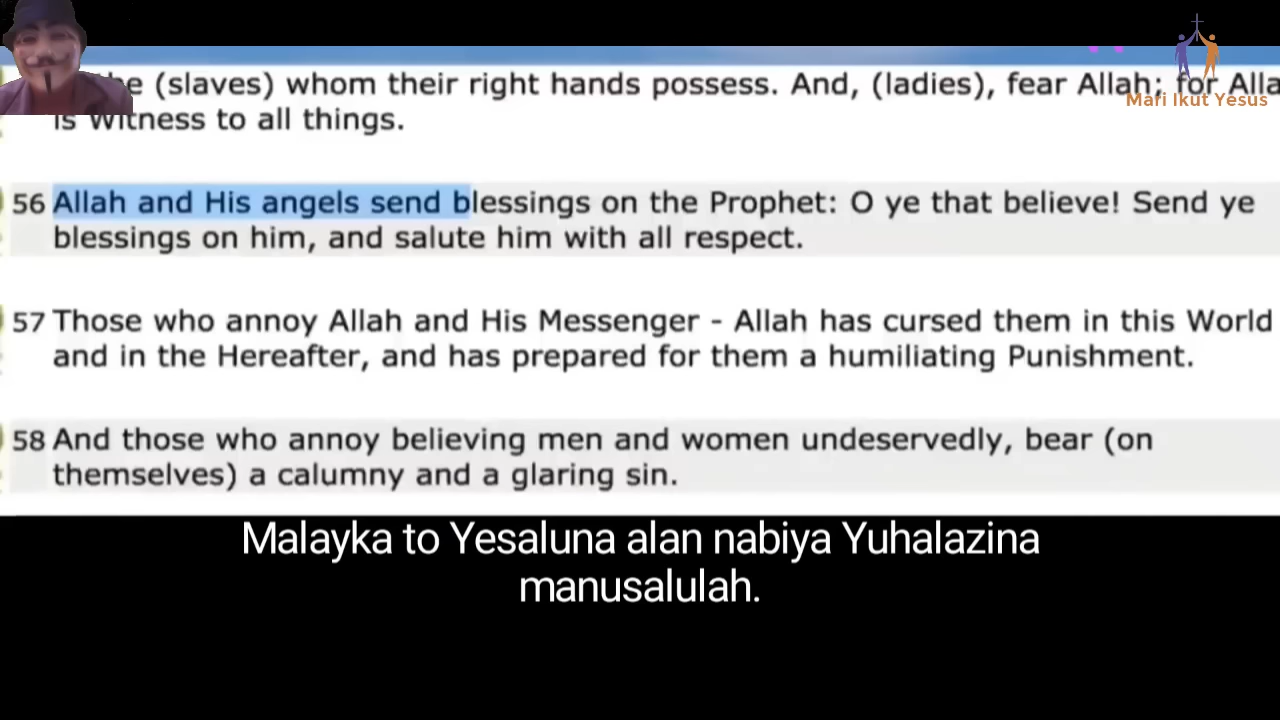 (slaves) whom their right hands possess. And, (ladies), fear Allah; for Alla
is Witness to all things.
Mari Ikut Yesus
56 Allah and His angels send blessings on the Prophet: O ye that believe! Send ye
blessings on him, and salute him with all respect.
57 Those who annoy Allah and His Messenger - Allah has cursed them in this World
and in the Hereafter, and has prepared for them a humiliating Punishment.
58 And those who annoy believing men and women undeservedly, bear (on
themselves) a calumny and a glaring sin.
Malayka to Yesaluna alan nabiya Yuhalazina
manusalulah.